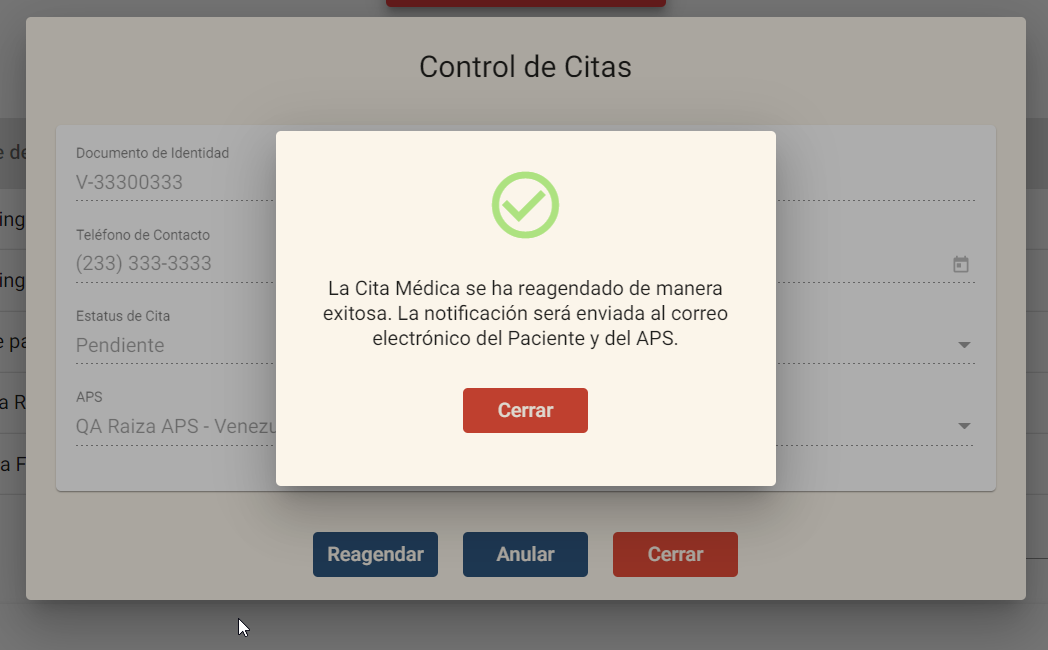 Control de Citas
Documento de Identidad
V-33300333
Teléfono de Contacto
(233) 333-3333
Estatus de Cita
Pendiente
APS
QA Raiza APS - Venezu
La Cita Médica se ha reagendado de manera
exitosa. La notificación será enviada al correo
electrónico del Paciente y del APS.
Cerrar
Reagendar
Anular
Cerrar
e de
ing
ing
e pa
a R
a F